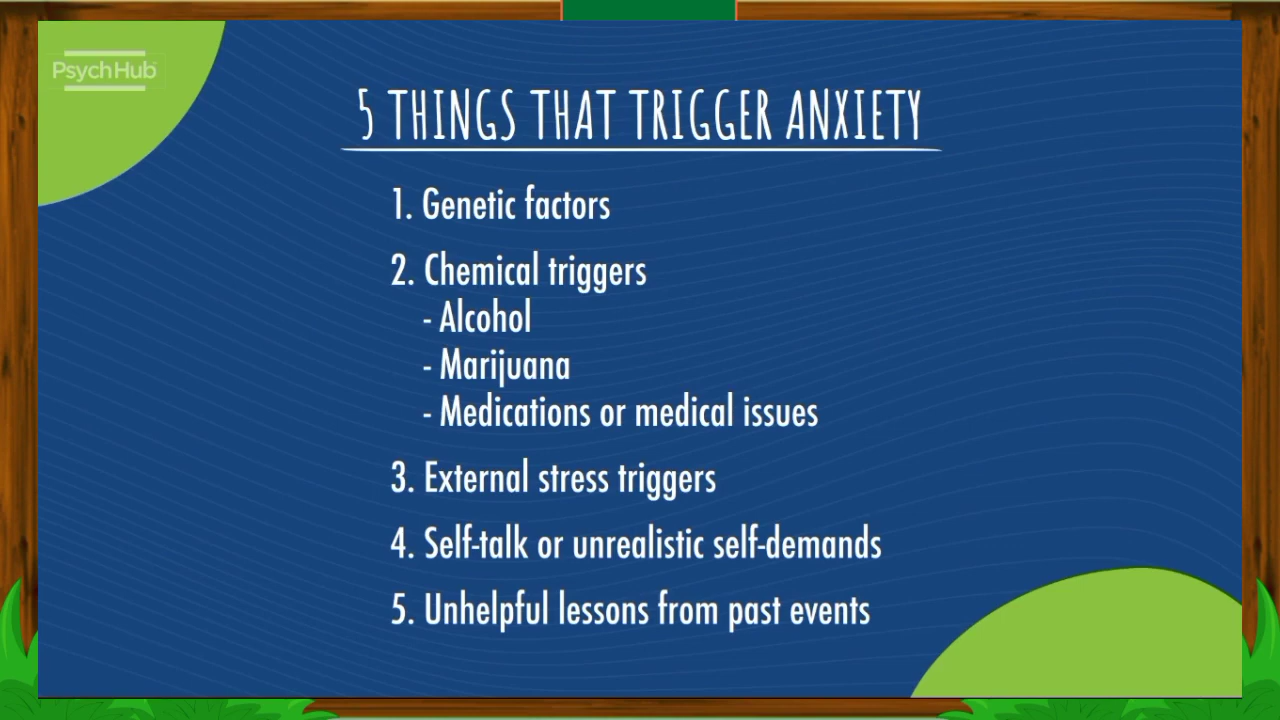 PsychHub
5 THINGS THAT TRIGGER ANXIETY
1. Genetic factors
2. Chemical triggers
- Alcohol
- Marijuana
- Medications or medical issues
3. External stress triggers
4. Self-talk or unrealistic self-demands
5. Unhelpful lessons from past events